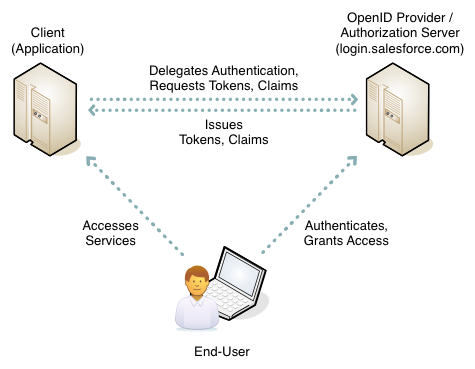 Client
(Application)
OpenID Provider /
Authorization Server
(login.salesforce.com)
Delegates Authentication,
Requests Tokens, Claims
Issues
Tokens, Claims
Accesses
Services
Authenticates,
Grants Access
End-User